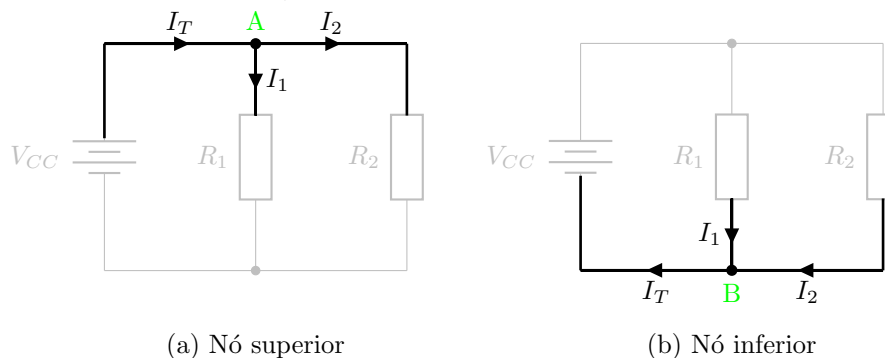 I_T A I_2
I_1
V_CC R_1 R_2
(a) Nó superior
V_CC R_1 R_2
I_1
I_T B I_2
(b) Nó inferior